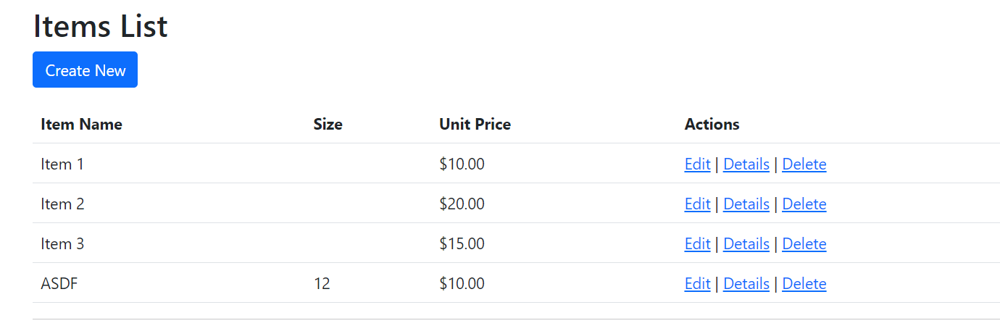 Items List
Create New
Item Name Size Unit Price Actions
Item 1 $10.00 Edit | Details | Delete
Item 2 $20.00 Edit | Details | Delete
Item 3 $15.00 Edit | Details | Delete
ASDF 12 $10.00 Edit | Details | Delete